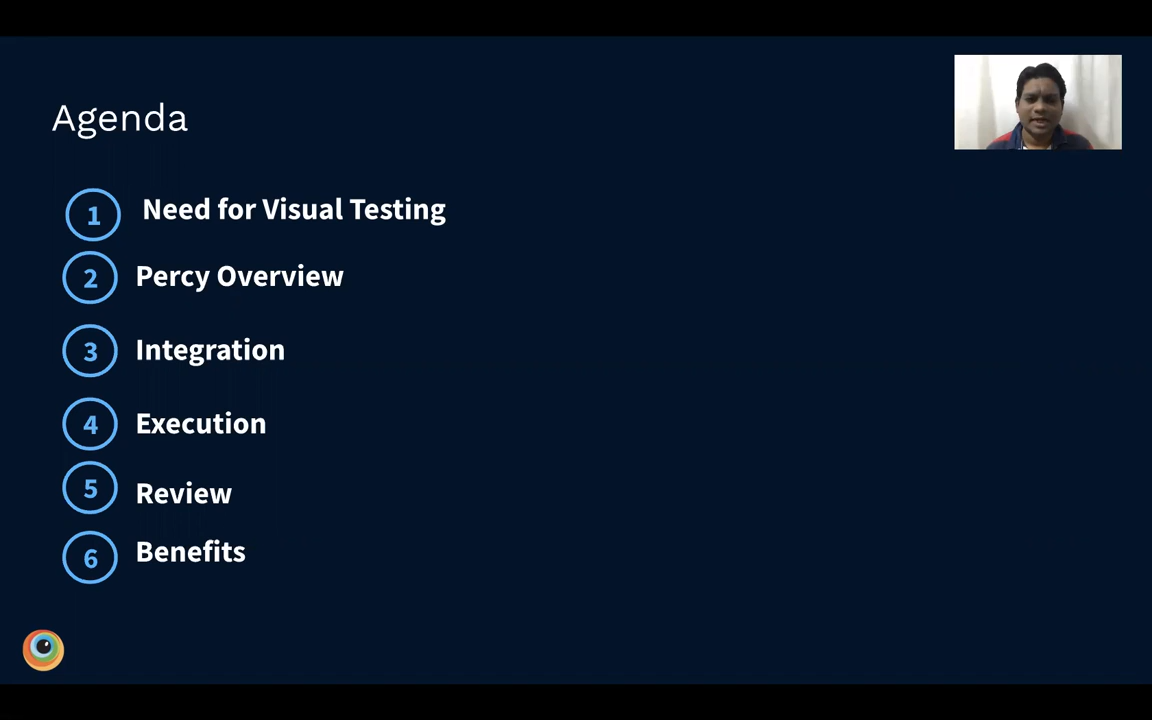 Agenda
1 Need for Visual Testing
2 Percy Overview
3 Integration
4 Execution
5 Review
6 Benefits